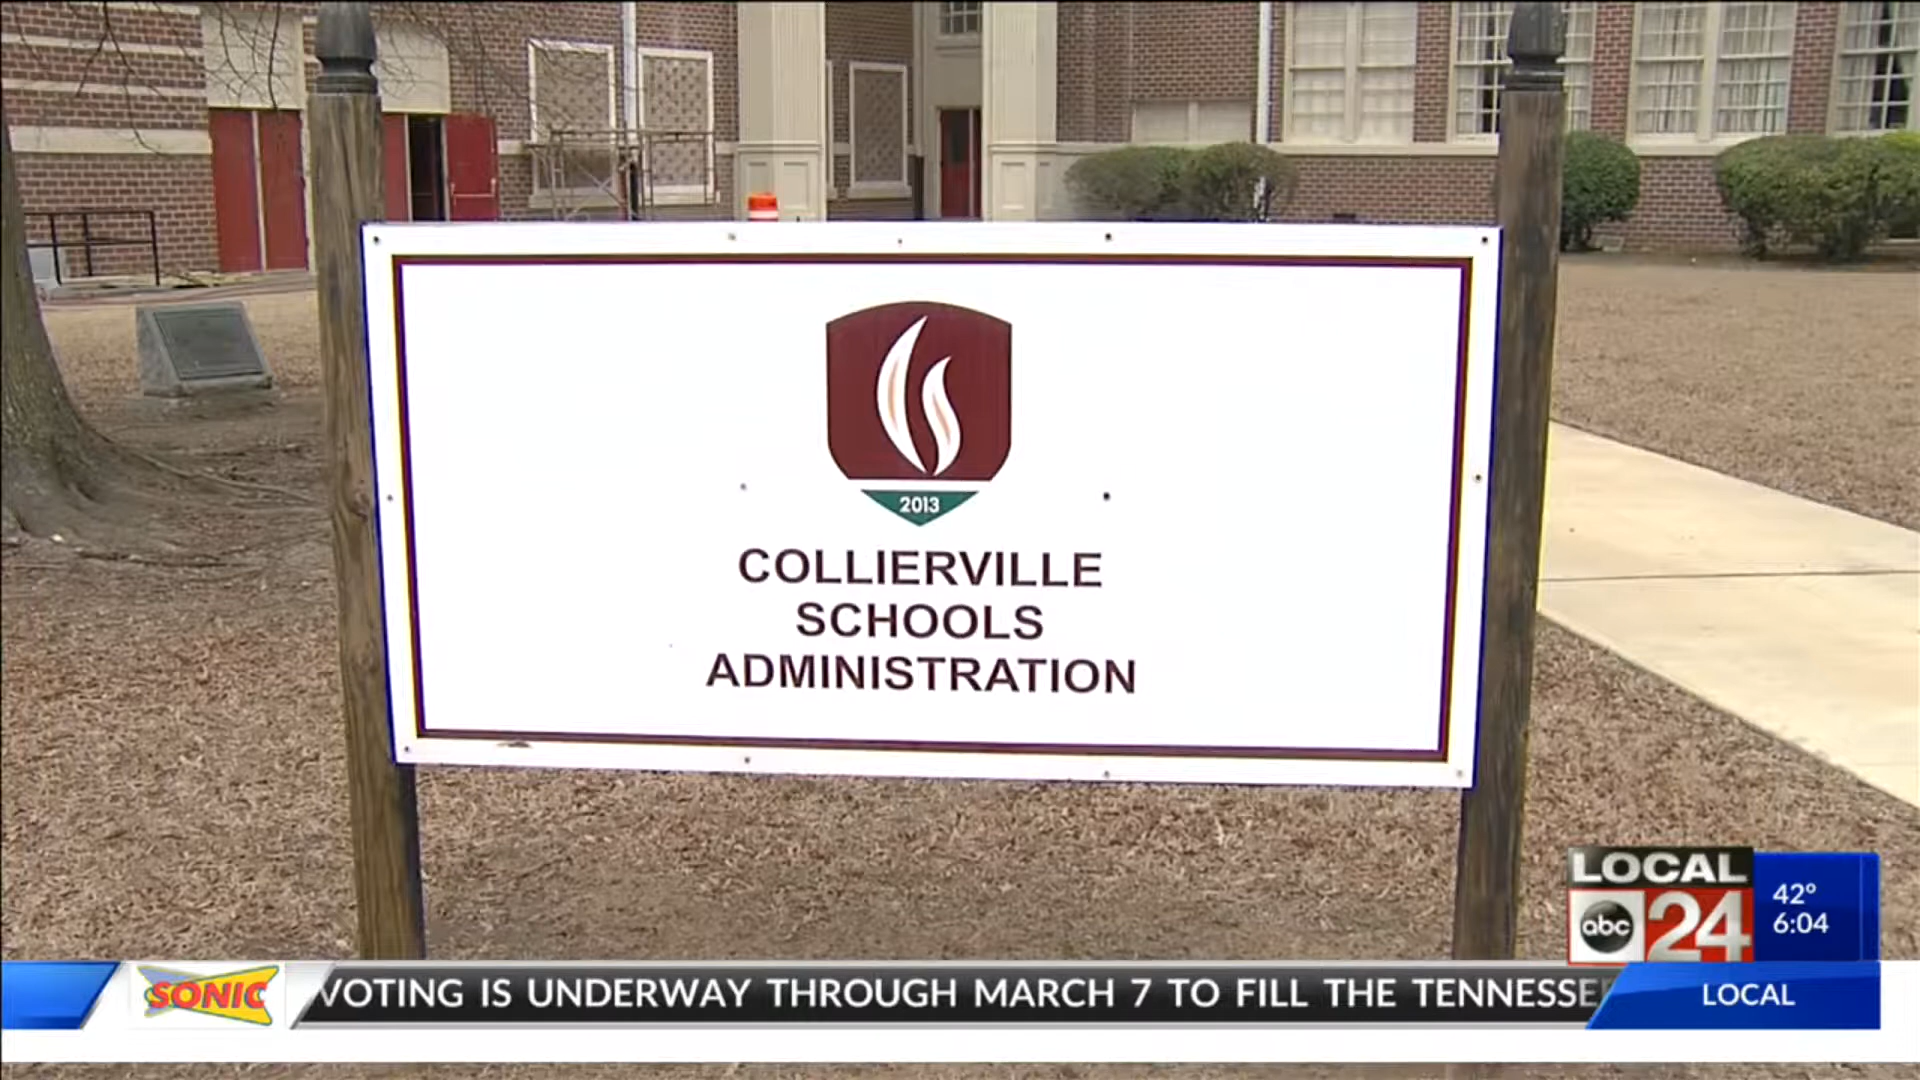 2013
COLLIERVILLE
SCHOOLS
ADMINISTRATION
LOCAL
abc 24
42°
6:04
SONIC
VOTING IS UNDERWAY THROUGH MARCH 7 TO FILL THE TENNESSE
LOCAL